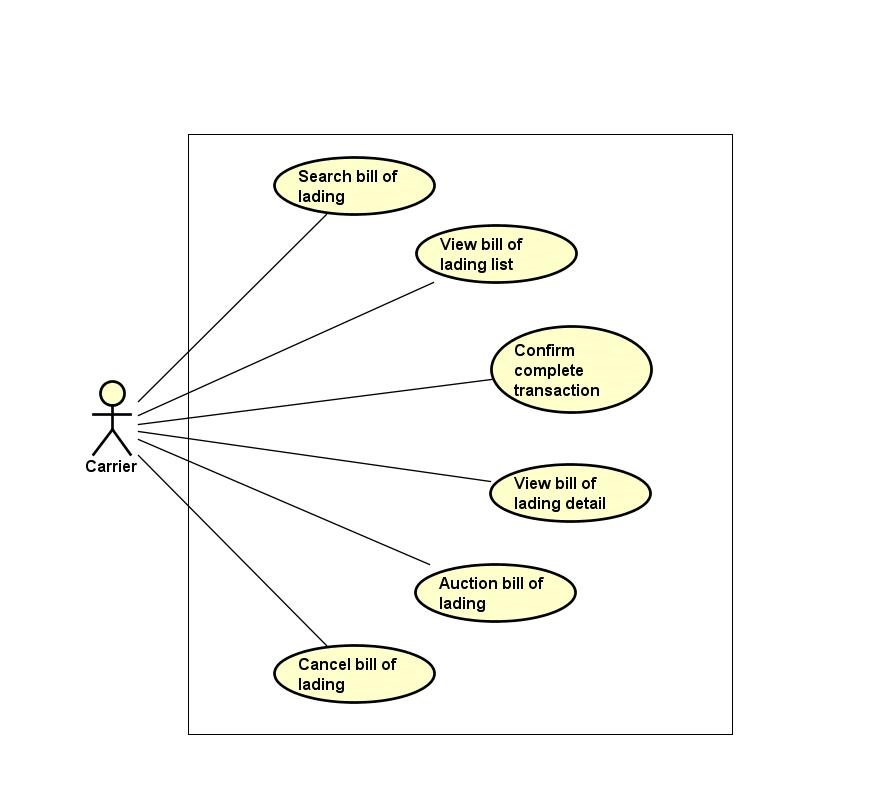 Search bill of
lading
View bill of
lading list
Confirm
complete
transaction
Carrier
View bill of
lading detail
Auction bill of
lading
Cancel bill of
lading